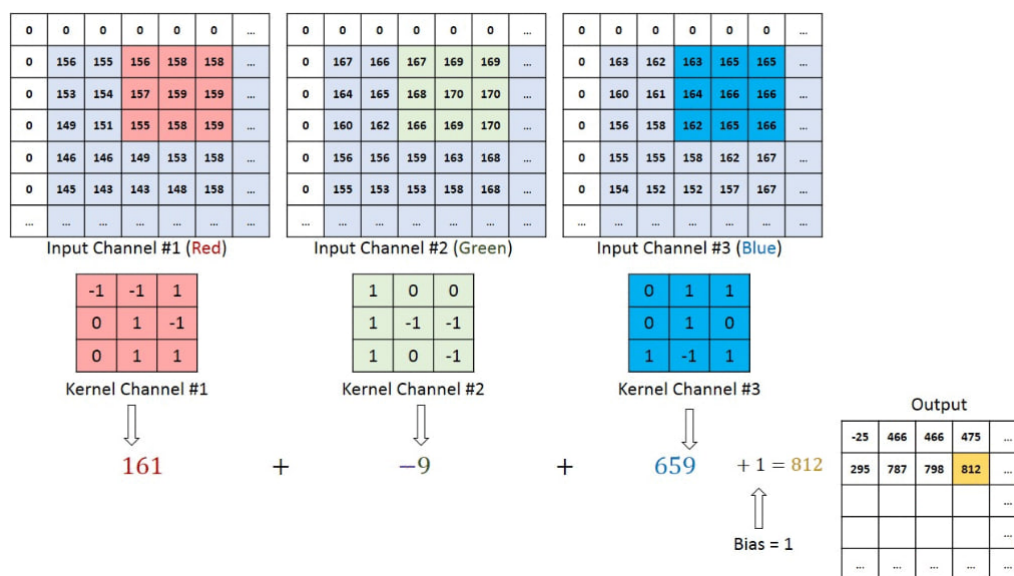 0 0 0 0 0 0 ... 0 0 0 0 0 0 ... 0 0 0 0 0 0 ...
0 156 155 156 158 158 ... 0 167 166 167 169 169 ... 0 163 162 163 165 165 ...
0 153 154 157 159 159 ... 0 164 165 168 170 170 ... 0 160 161 164 166 166 ...
0 149 151 155 158 159 ... 0 160 162 166 169 170 ... 0 156 158 162 165 166 ...
0 146 146 149 153 158 ... 0 156 156 159 163 168 ... 0 155 155 158 162 167 ...
0 145 143 143 148 158 ... 0 155 153 153 158 168 ... 0 154 152 152 157 167 ...
... ... ... ... ... ... ... ... ... ... ... ... ... ... ... ... ... ... ... ... ...
Input Channel #1 (Red) Input Channel #2 (Green) Input Channel #3 (Blue)
-1 -1 1 1 0 0 0 1 1
0 1 -1 1 -1 -1 0 1 0
0 1 1 1 0 -1 1 -1 1
Kernel Channel #1 Kernel Channel #2 Kernel Channel #3
161 + −9 + 659 + 1 = 812
Bias = 1
Output
-25 466 466 475 ...
295 787 798 812 ...
...
...
... ... ... ... ...